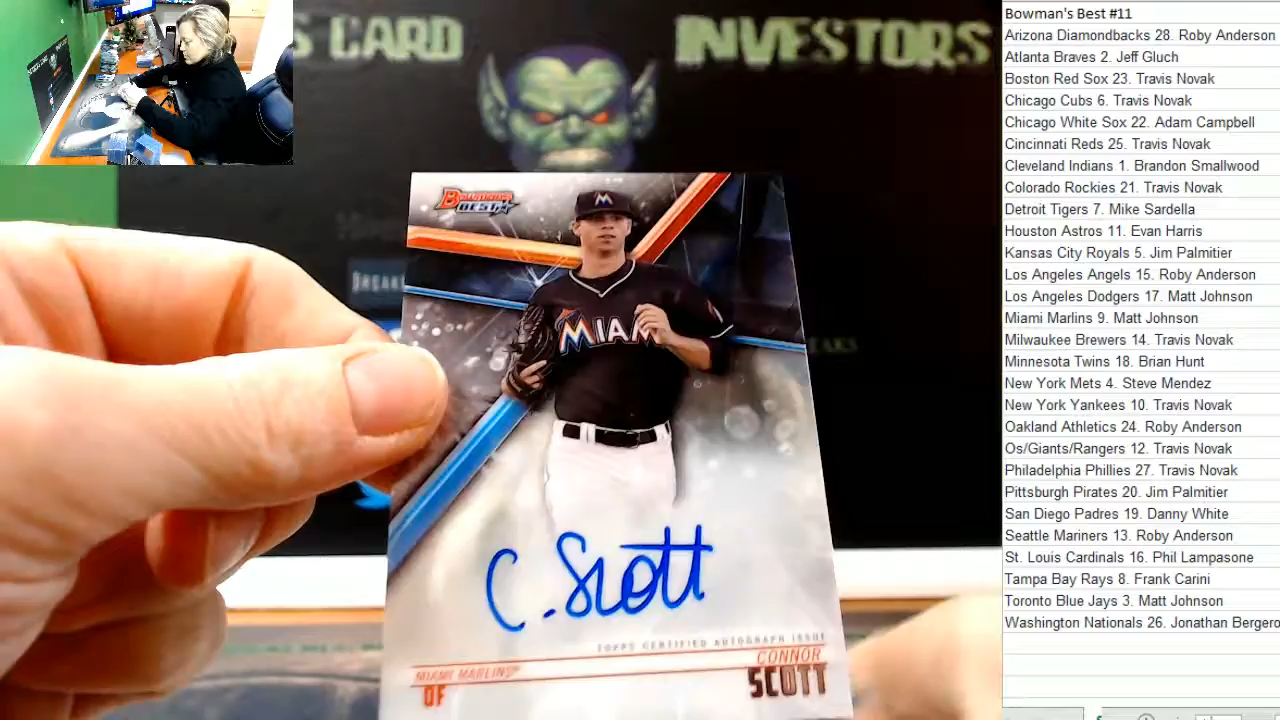 S CARD INVESTORS
BOWMAN'S BEST
M
MIAM
C. Scott
TOPPS CERTIFIED AUTOGRAPH ISSUE
MIAMI MARLINS
OF
CONNOR
SCOTT
Bowman's Best #11
Arizona Diamondbacks 28. Roby Anderson
Atlanta Braves 2. Jeff Gluch
Boston Red Sox 23. Travis Novak
Chicago Cubs 6. Travis Novak
Chicago White Sox 22. Adam Campbell
Cincinnati Reds 25. Travis Novak
Cleveland Indians 1. Brandon Smallwood
Colorado Rockies 21. Travis Novak
Detroit Tigers 7. Mike Sardella
Houston Astros 11. Evan Harris
Kansas City Royals 5. Jim Palmitier
Los Angeles Angels 15. Roby Anderson
Los Angeles Dodgers 17. Matt Johnson
Miami Marlins 9. Matt Johnson
Milwaukee Brewers 14. Travis Novak
Minnesota Twins 18. Brian Hunt
New York Mets 4. Steve Mendez
New York Yankees 10. Travis Novak
Oakland Athletics 24. Roby Anderson
Os/Giants/Rangers 12. Travis Novak
Philadelphia Phillies 27. Travis Novak
Pittsburgh Pirates 20. Jim Palmitier
San Diego Padres 19. Danny White
Seattle Mariners 13. Roby Anderson
St. Louis Cardinals 16. Phil Lampasone
Tampa Bay Rays 8. Frank Carini
Toronto Blue Jays 3. Matt Johnson
Washington Nationals 26. Jonathan Bergero